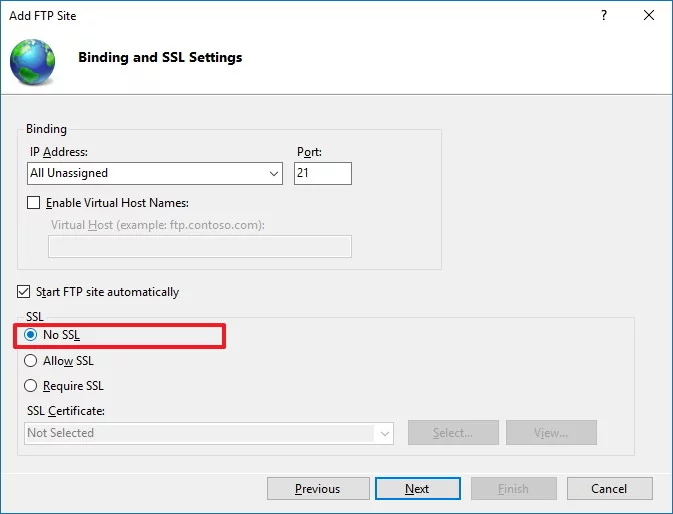 Add FTP Site
?
Binding and SSL Settings
Binding
IP Address:
Port:
All Unassigned
21
Enable Virtual Host Names:
Virtual Host (example: ftp.contoso.com):
Start FTP site automatically
SSL
No SSL
Allow SSL
Require SSL
SSL Certificate:
Not Selected
Select...
View...
Previous
Next
Finish
Cancel